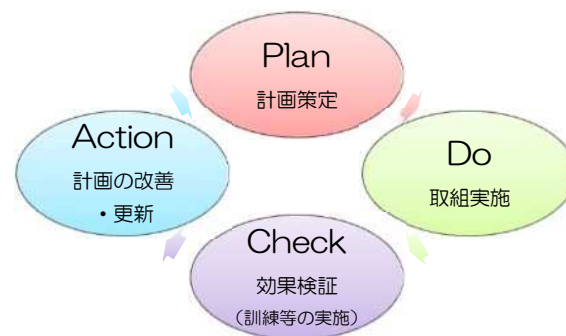 Plan
計画策定
Do
取組実施
Check
効果検証
（訓練等の実施）
Action
計画の改善
・更新